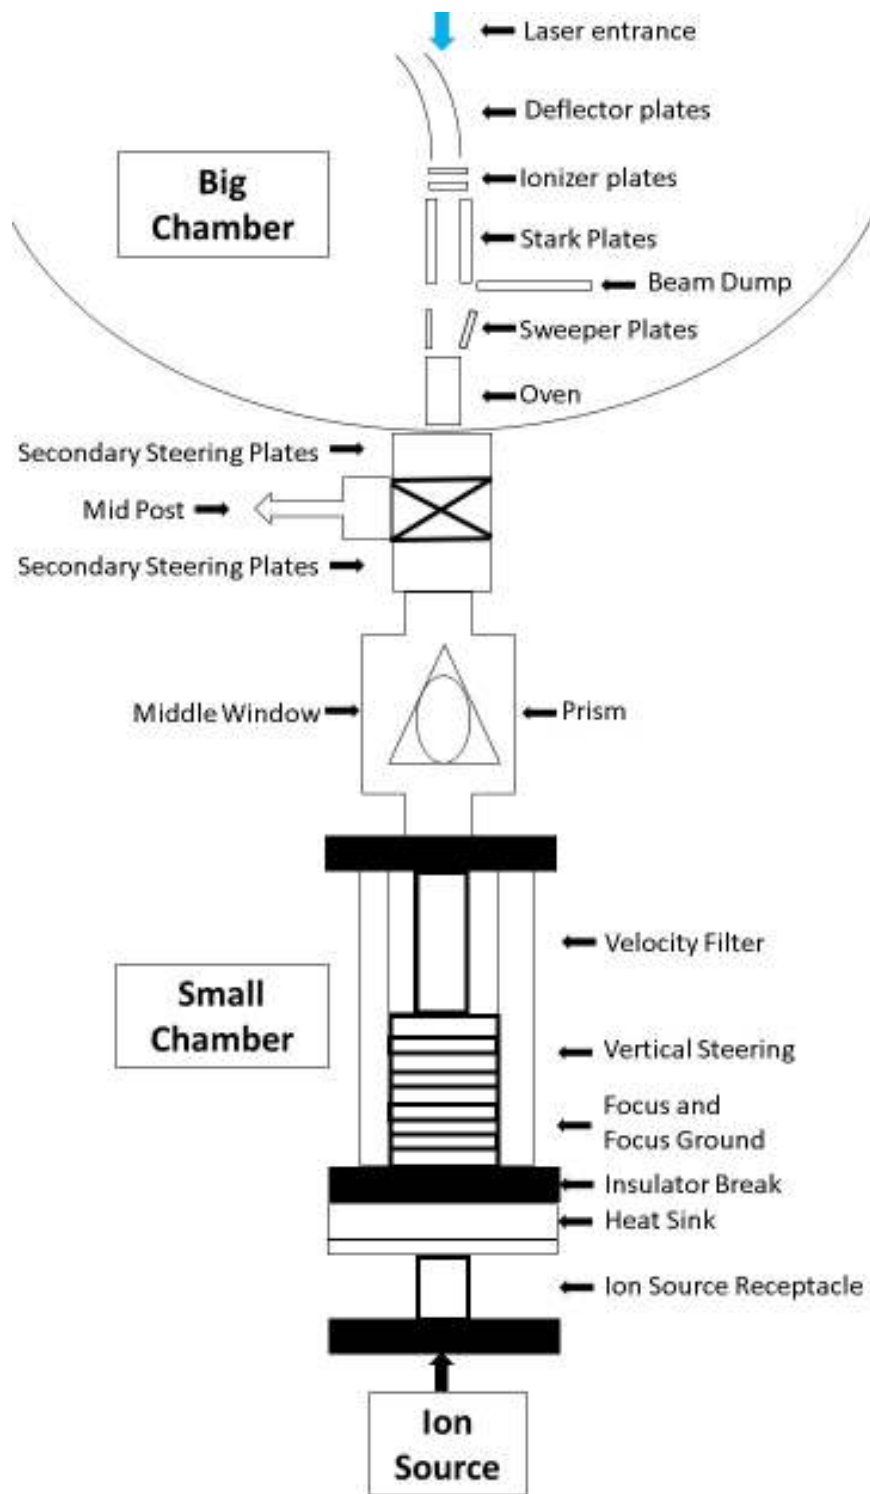 Laser entrance
Deflector plates
Big
Chamber
Ionizer plates
Stark Plates
Beam Dump
Sweeper Plates
Oven
Secondary Steering Plates
Mid Post
Secondary Steering Plates
Middle Window
Prism
Velocity Filter
Small
Chamber
Vertical Steering
Focus and
Focus Ground
Insulator Break
Heat Sink
Ion Source Receptacle
Ion
Source